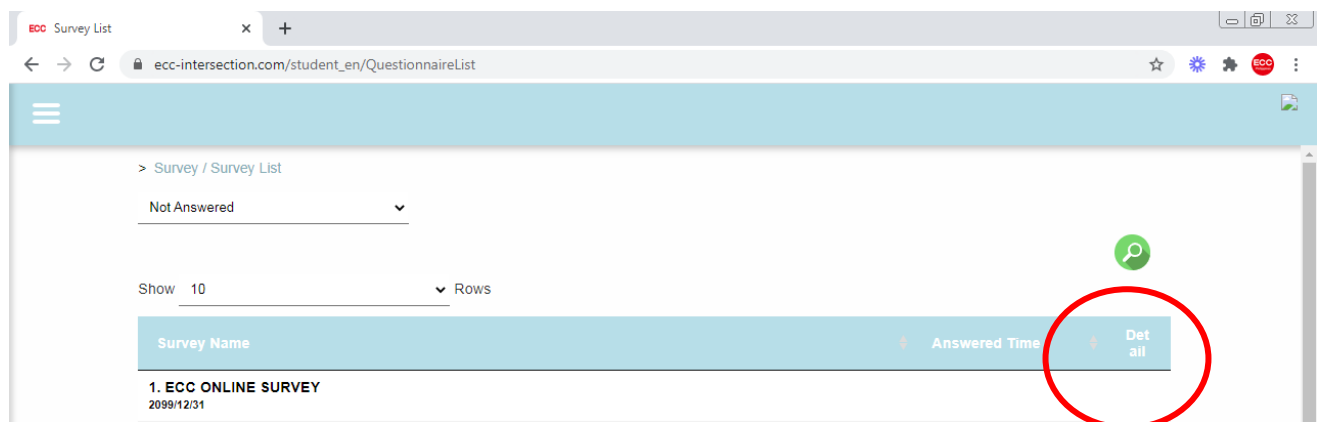 ECC Survey List
ecc-intersection.com/student_en/QuestionnaireList
ECC
> Survey / Survey List
Not Answered
Show 10 Rows
Survey Name Answered Time Det
ail
1. ECC ONLINE SURVEY
2099/12/31